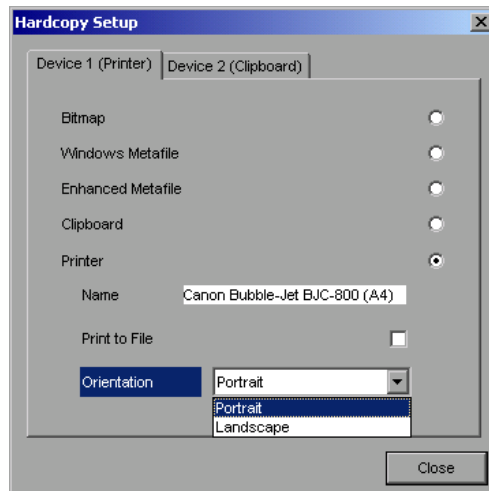 Hardcopy Setup
Device 1 (Printer) Device 2 (Clipboard)
Bitmap
Windows Metafile
Enhanced Metafile
Clipboard
Printer
Name Canon Bubble-Jet BJC-800 (A4)
Print to File
Orientation Portrait
Portrait
Landscape
Close